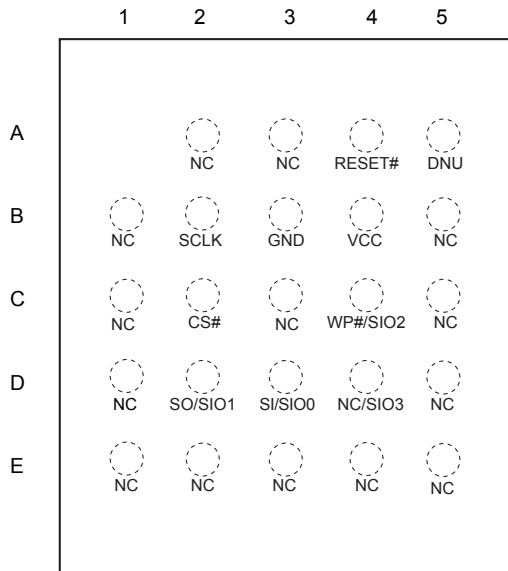 1 2 3 4 5
A
NC NC RESET# DNU
B
NC SCLK GND VCC NC
C
NC CS# NC WP#/SIO2 NC
D
NC SO/SIO1 SI/SIO0 NC/SIO3 NC
E
NC NC NC NC NC